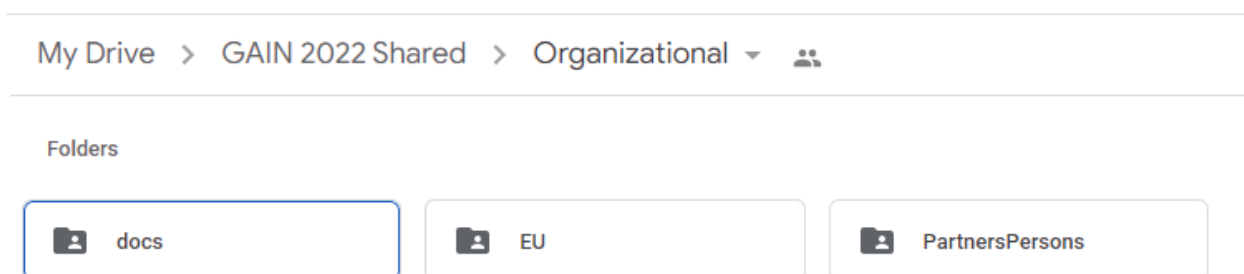 My Drive > GAIN 2022 Shared > Organizational
Folders
docs EU PartnersPersons